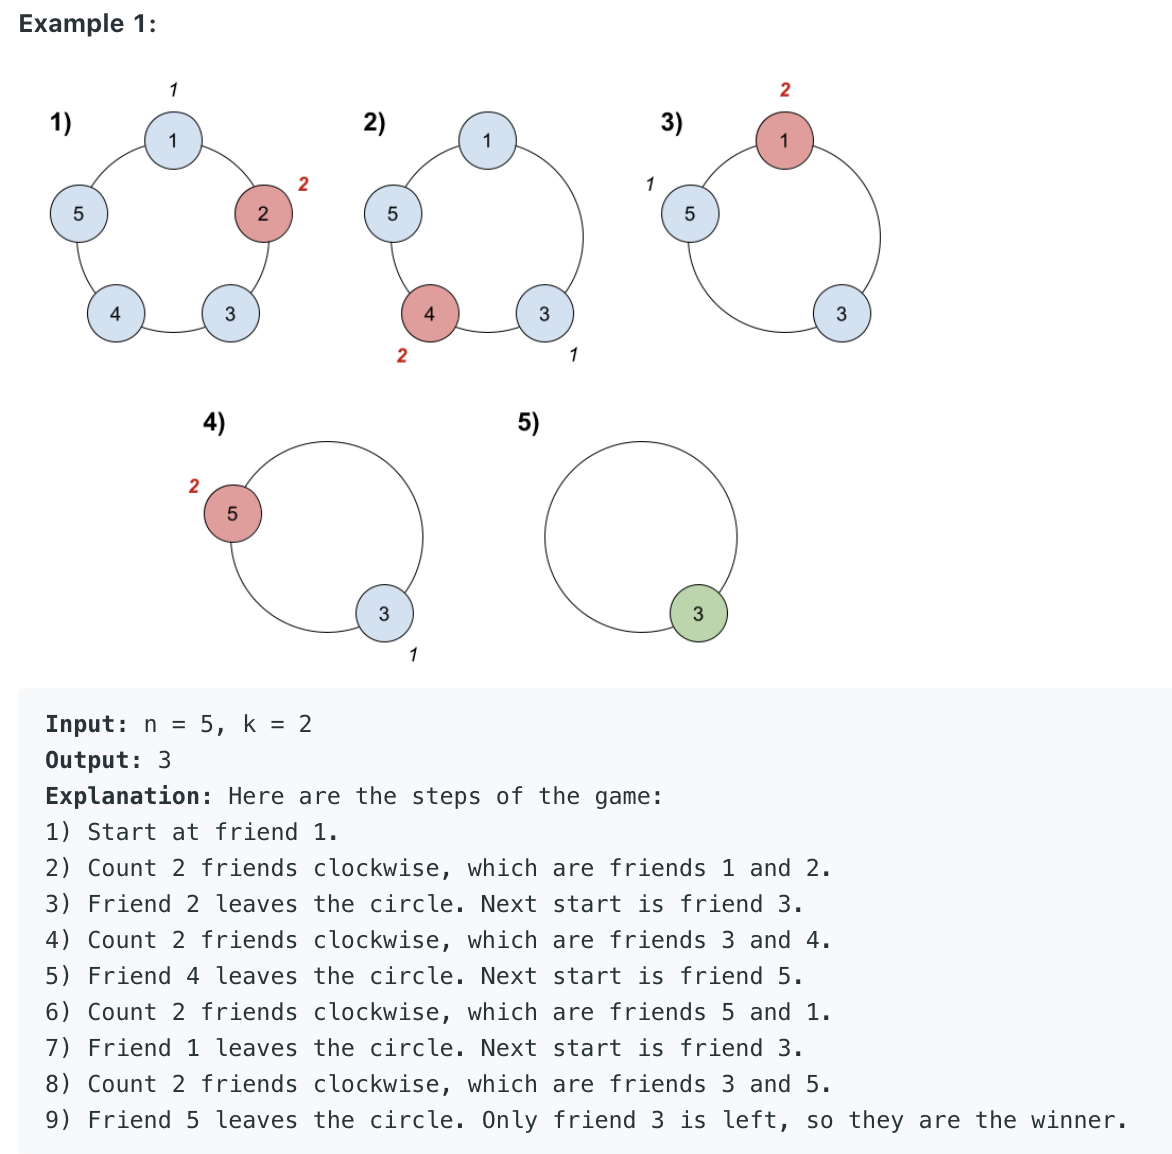 Example 1:
1
1)
2)
3)
2
1
1
1
2
1
5
2
5
5
4
3
4
3
3
2
1
4)
5)
2
5
3
3
1
Input: n = 5, k = 2
Output: 3
Explanation: Here are the steps of the game:
1) Start at friend 1.
2) Count 2 friends clockwise, which are friends 1 and 2.
3) Friend 2 leaves the circle. Next start is friend 3.
4) Count 2 friends clockwise, which are friends 3 and 4.
5) Friend 4 leaves the circle. Next start is friend 5.
6) Count 2 friends clockwise, which are friends 5 and 1.
7) Friend 1 leaves the circle. Next start is friend 3.
8) Count 2 friends clockwise, which are friends 3 and 5.
9) Friend 5 leaves the circle. Only friend 3 is left, so they are the winner.